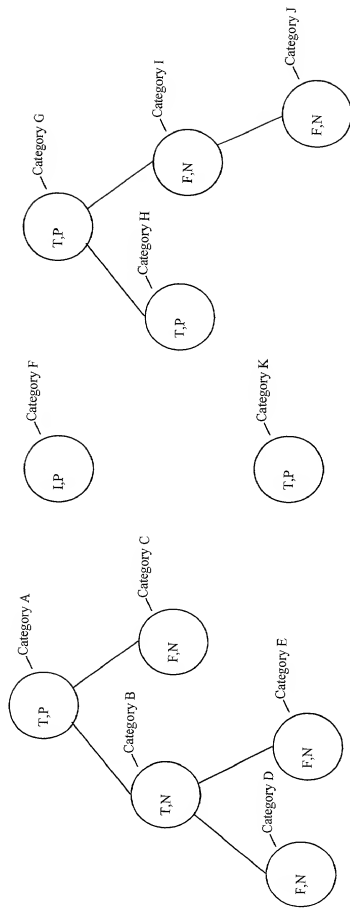 Category A
T,P
Category B
T,N
Category C
F,N
Category D
F,N
Category E
F,N
Category F
I,P
Category K
T,P
Category G
T,P
Category H
T,P
Category I
F,N
Category J
F,N